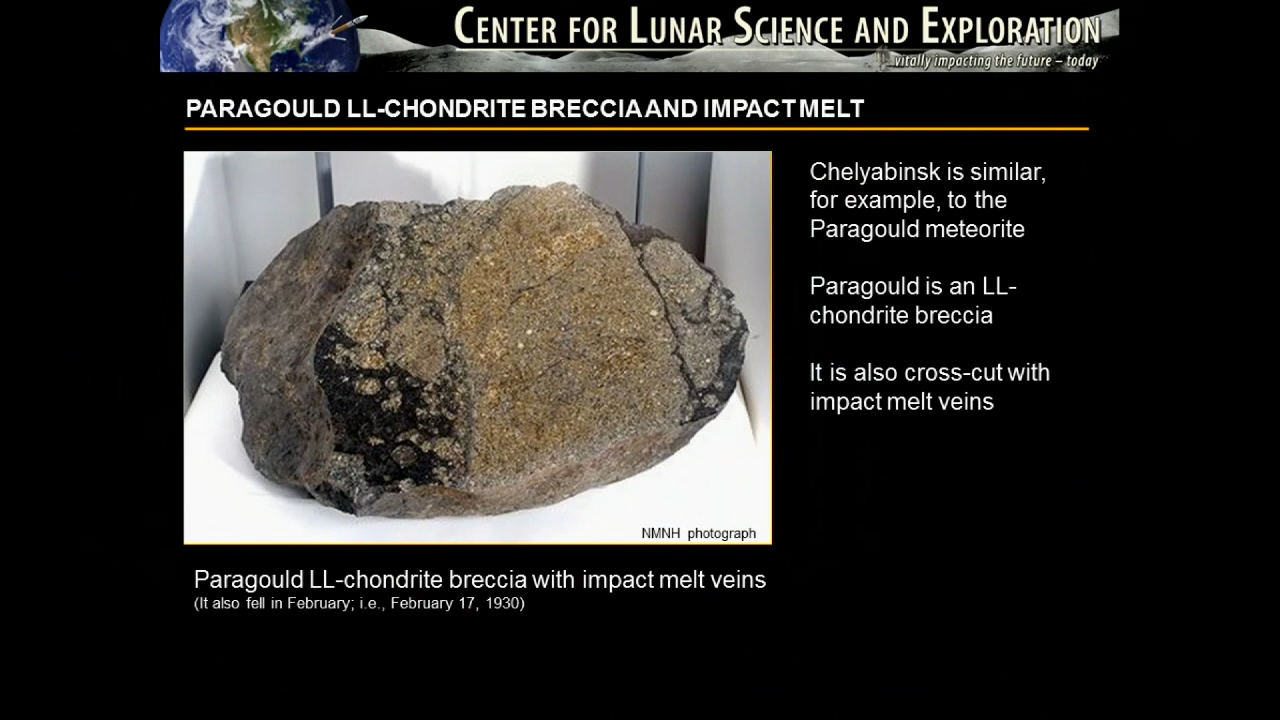 CENTER FOR LUNAR SCIENCE AND EXPLORATION
...vitally impacting the future – today
PARAGOULD LL-CHONDRITE BRECCIA AND IMPACT MELT
Chelyabinsk is similar,
for example, to the
Paragould meteorite
Paragould is an LL-
chondrite breccia
It is also cross-cut with
impact melt veins
NMNH photograph
Paragould LL-chondrite breccia with impact melt veins
(It also fell in February; i.e., February 17, 1930)